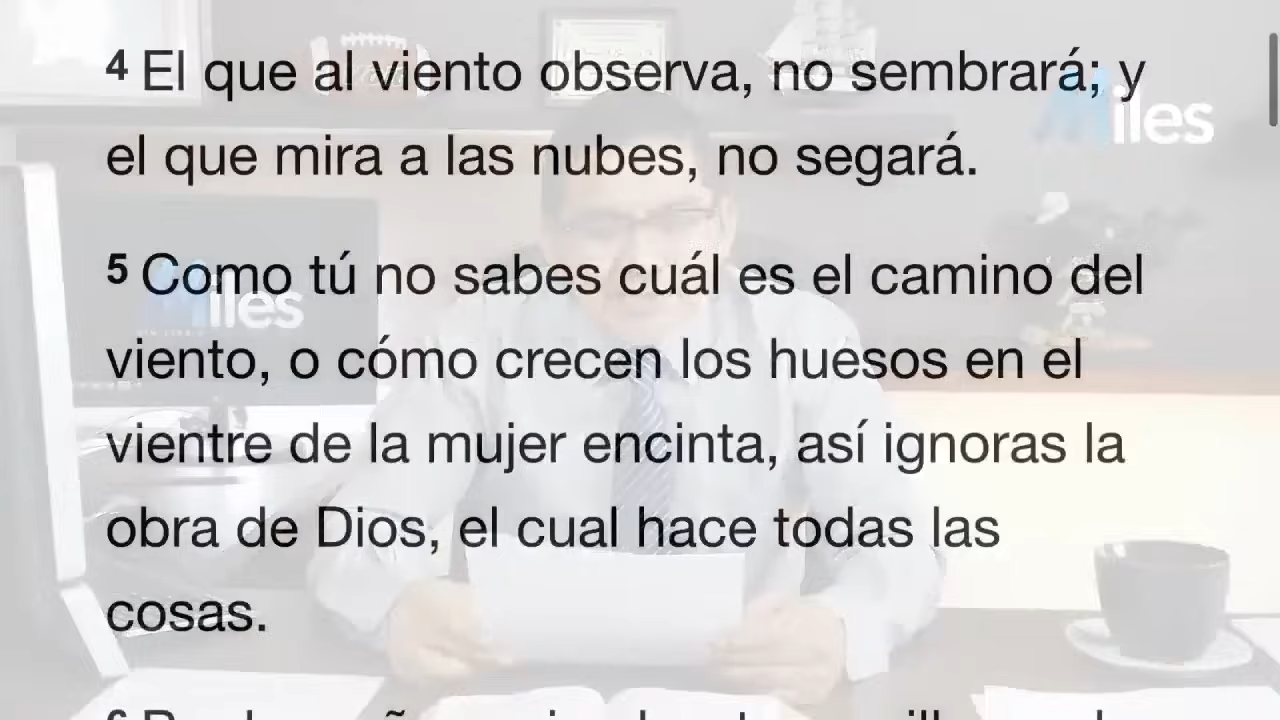 4 El que al viento observa, no sembrará; y
el que mira a las nubes, no segará.
5 Como tú no sabes cuál es el camino del
viento, o cómo crecen los huesos en el
vientre de la mujer encinta, así ignoras la
obra de Dios, el cual hace todas las
cosas.
Miles
Miles